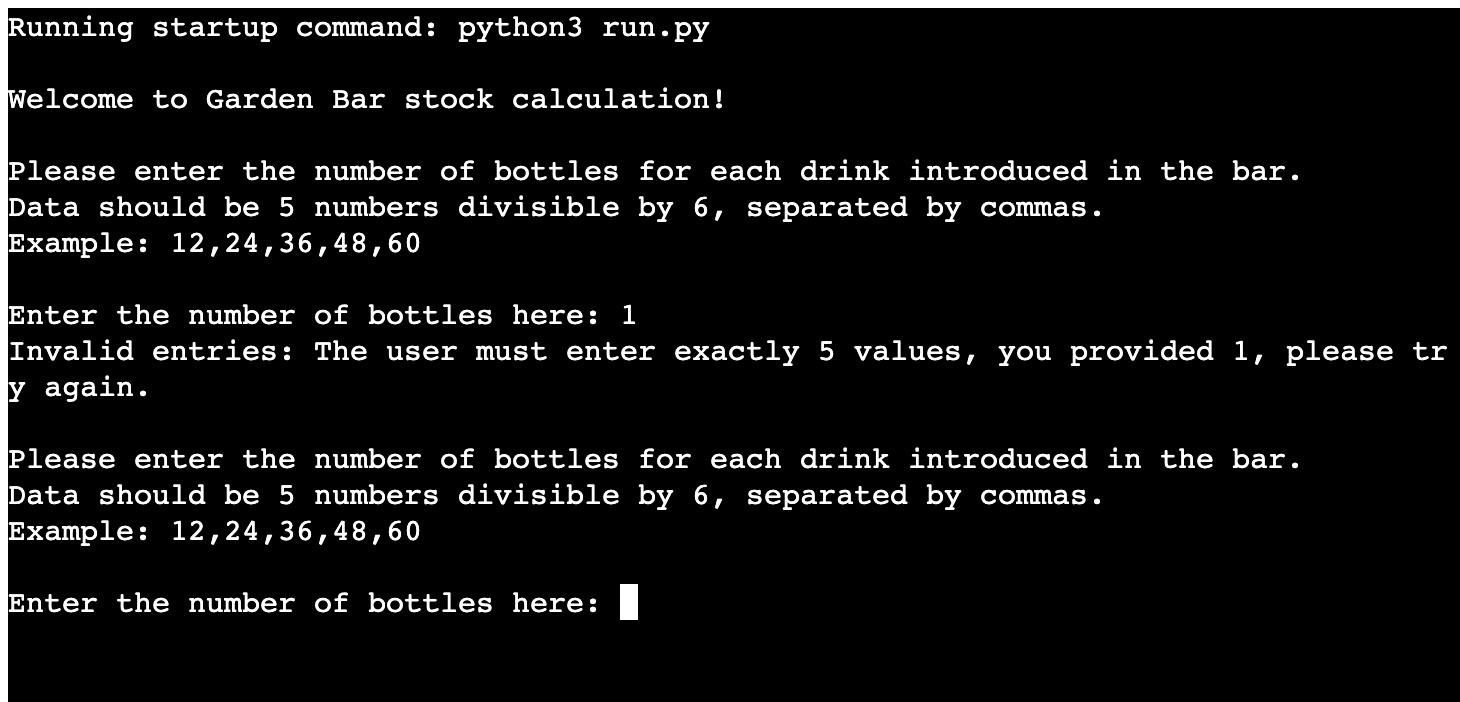 Running startup command: python3 run.py
Welcome to Garden Bar stock calculation!
Please enter the number of bottles for each drink introduced in the bar.
Data should be 5 numbers divisible by 6, separated by commas.
Example: 12,24,36,48,60
Enter the number of bottles here: 1
Invalid entries: The user must enter exactly 5 values, you provided 1, please tr
y again.
Please enter the number of bottles for each drink introduced in the bar.
Data should be 5 numbers divisible by 6, separated by commas.
Example: 12,24,36,48,60
Enter the number of bottles here: